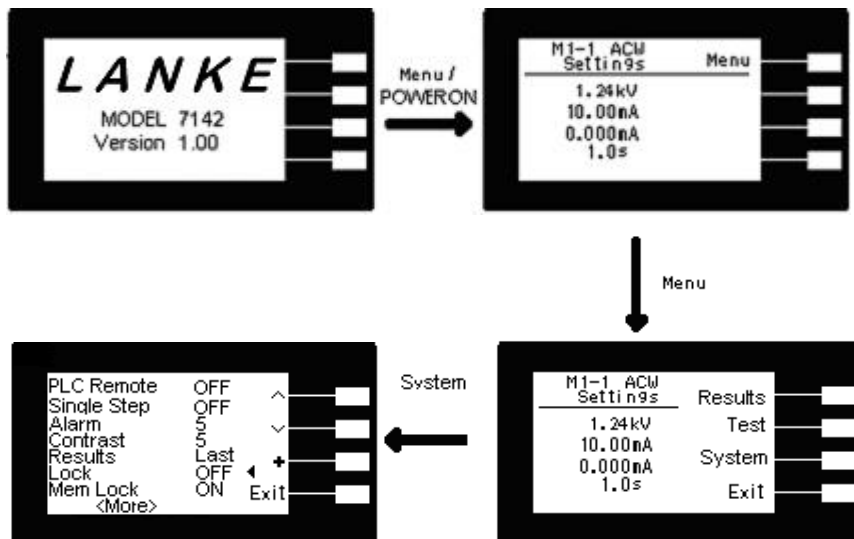 LANKE
MODEL 7142
Version 1.00
Menu /
POWERON
M1-1 ACW
Settings
Menu
1.24kV
10.00mA
0.000mA
1.0s
Menu
M1-1 ACW
Settings
Results
1.24kV
Test
10.00mA
System
0.000mA
1.0s
Exit
System
PLC Remote OFF ^
Single Step OFF
Alarm 5 ˅
Contrast 5
Results Last +
Lock OFF ◀
Mem Lock ON Exit
<More>